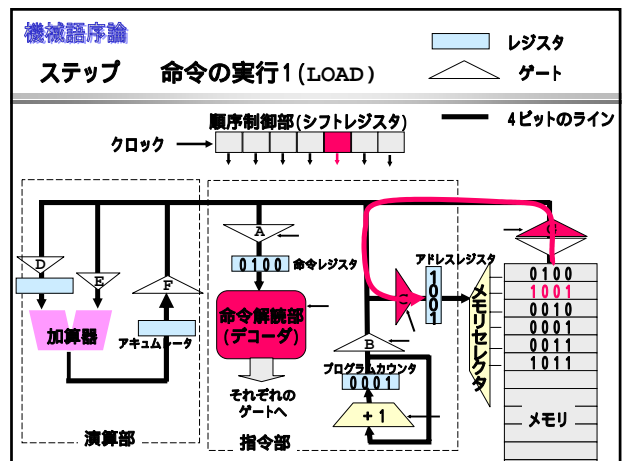 機械語序論
ステップ 命令の実行1(LOAD)
レジスタ
ゲート
4ビットのライン
順序制御部(シフトレジスタ)
クロック
A
0100
命令レジスタ
命令解読部
(デコーダ)
それぞれの
ゲートへ
指令部
D
E
F
加算器
アキュムレータ
演算部
アドレスレジスタ
1001
C
B
プログラムカウンタ
0001
+1
メモリセレクタ
0100
1001
0010
0001
0011
1011
メモリ